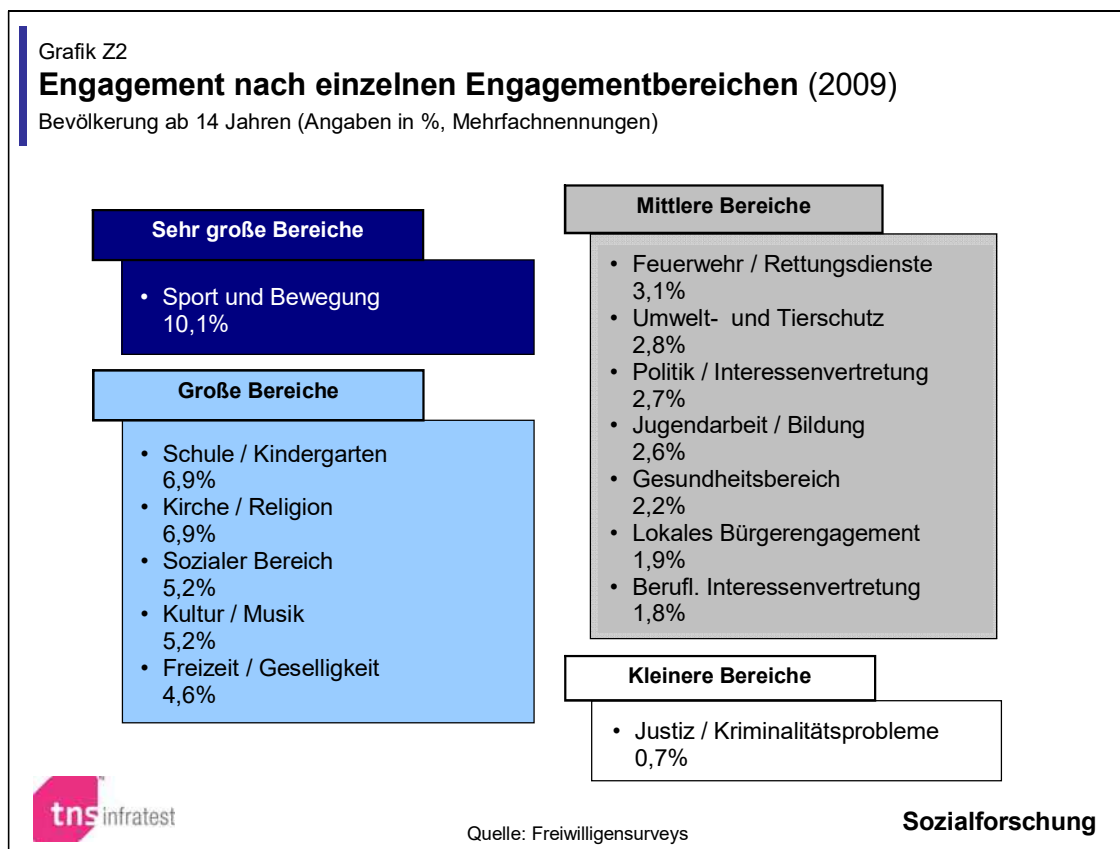 Grafik Z2
Engagement nach einzelnen Engagementbereichen (2009)
Bevölkerung ab 14 Jahren (Angaben in %, Mehrfachnennungen)
Sehr große Bereiche
• Sport und Bewegung
10,1%
Große Bereiche
• Schule / Kindergarten
6,9%
• Kirche / Religion
6,9%
• Sozialer Bereich
5,2%
• Kultur / Musik
5,2%
• Freizeit / Geselligkeit
4,6%
Mittlere Bereiche
• Feuerwehr / Rettungsdienste
3,1%
• Umwelt- und Tierschutz
2,8%
• Politik / Interessenvertretung
2,7%
• Jugendarbeit / Bildung
2,6%
• Gesundheitsbereich
2,2%
• Lokales Bürgerengagement
1,9%
• Berufl. Interessenvertretung
1,8%
Kleinere Bereiche
• Justiz / Kriminalitätsprobleme
0,7%
tns infratest
Quelle: Freiwilligensurveys
Sozialforschung